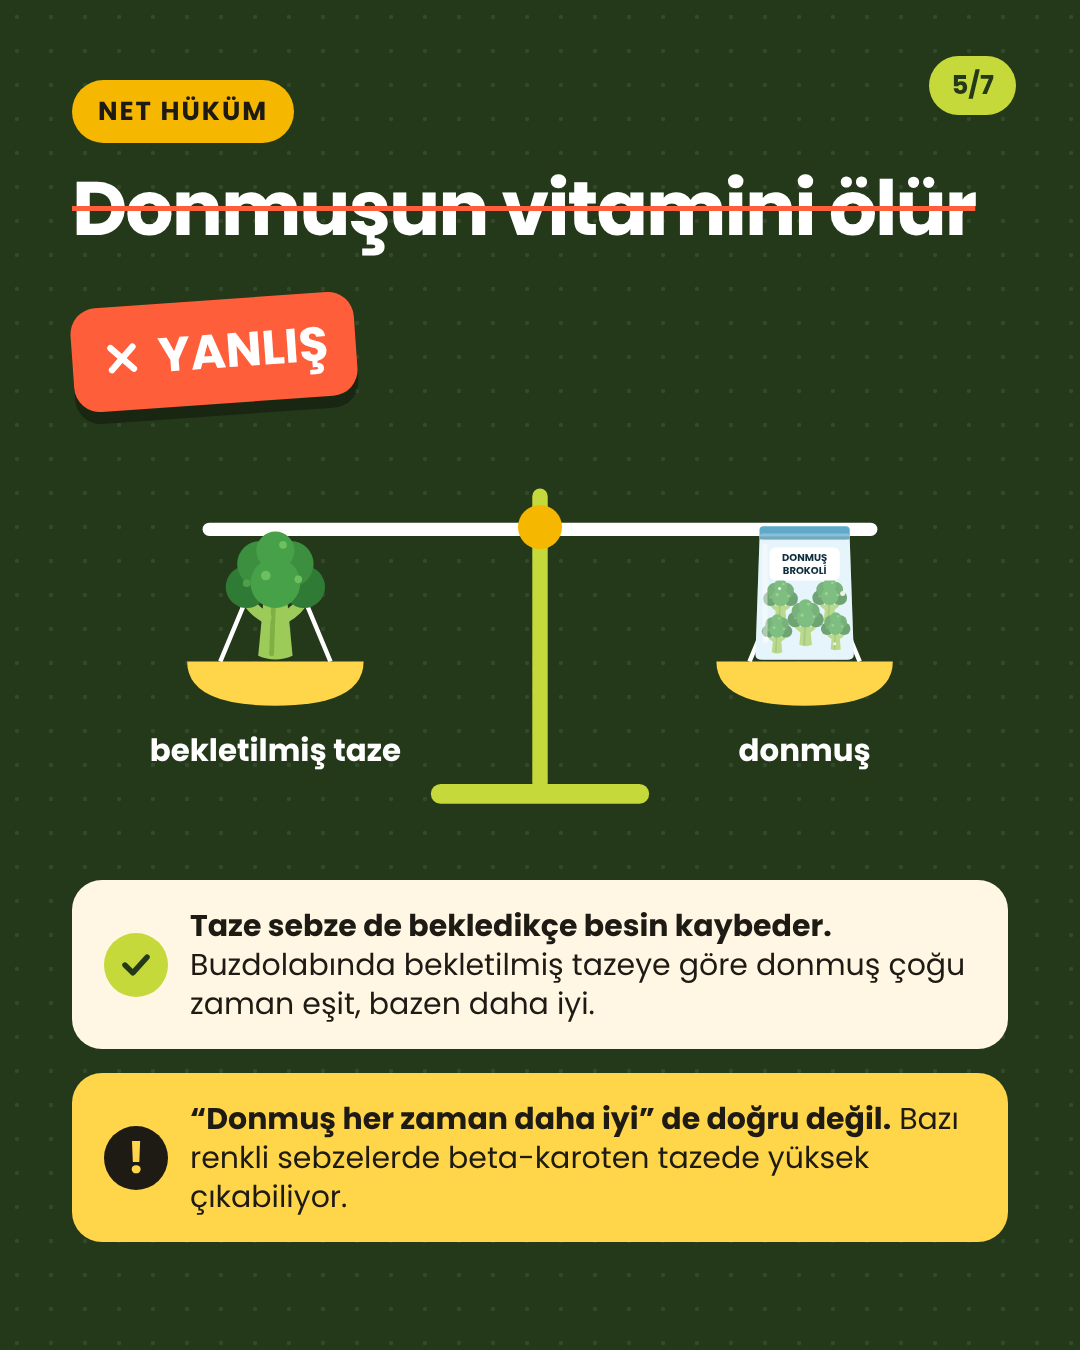 NET HÜKÜM
5/7
Donmuşun vitamini ölür
YANLIŞ
DONMUŞ
BROKOLİ
bekletilmiş taze
donmuş
Taze sebze de bekledikçe besin kaybeder.
Buzdolabında bekletilmiş tazeye göre donmuş çoğu
zaman eşit, bazen daha iyi.
“Donmuş her zaman daha iyi” de doğru değil. Bazı
renkli sebzelerde beta-karoten tazede yüksek
çıkabiliyor.